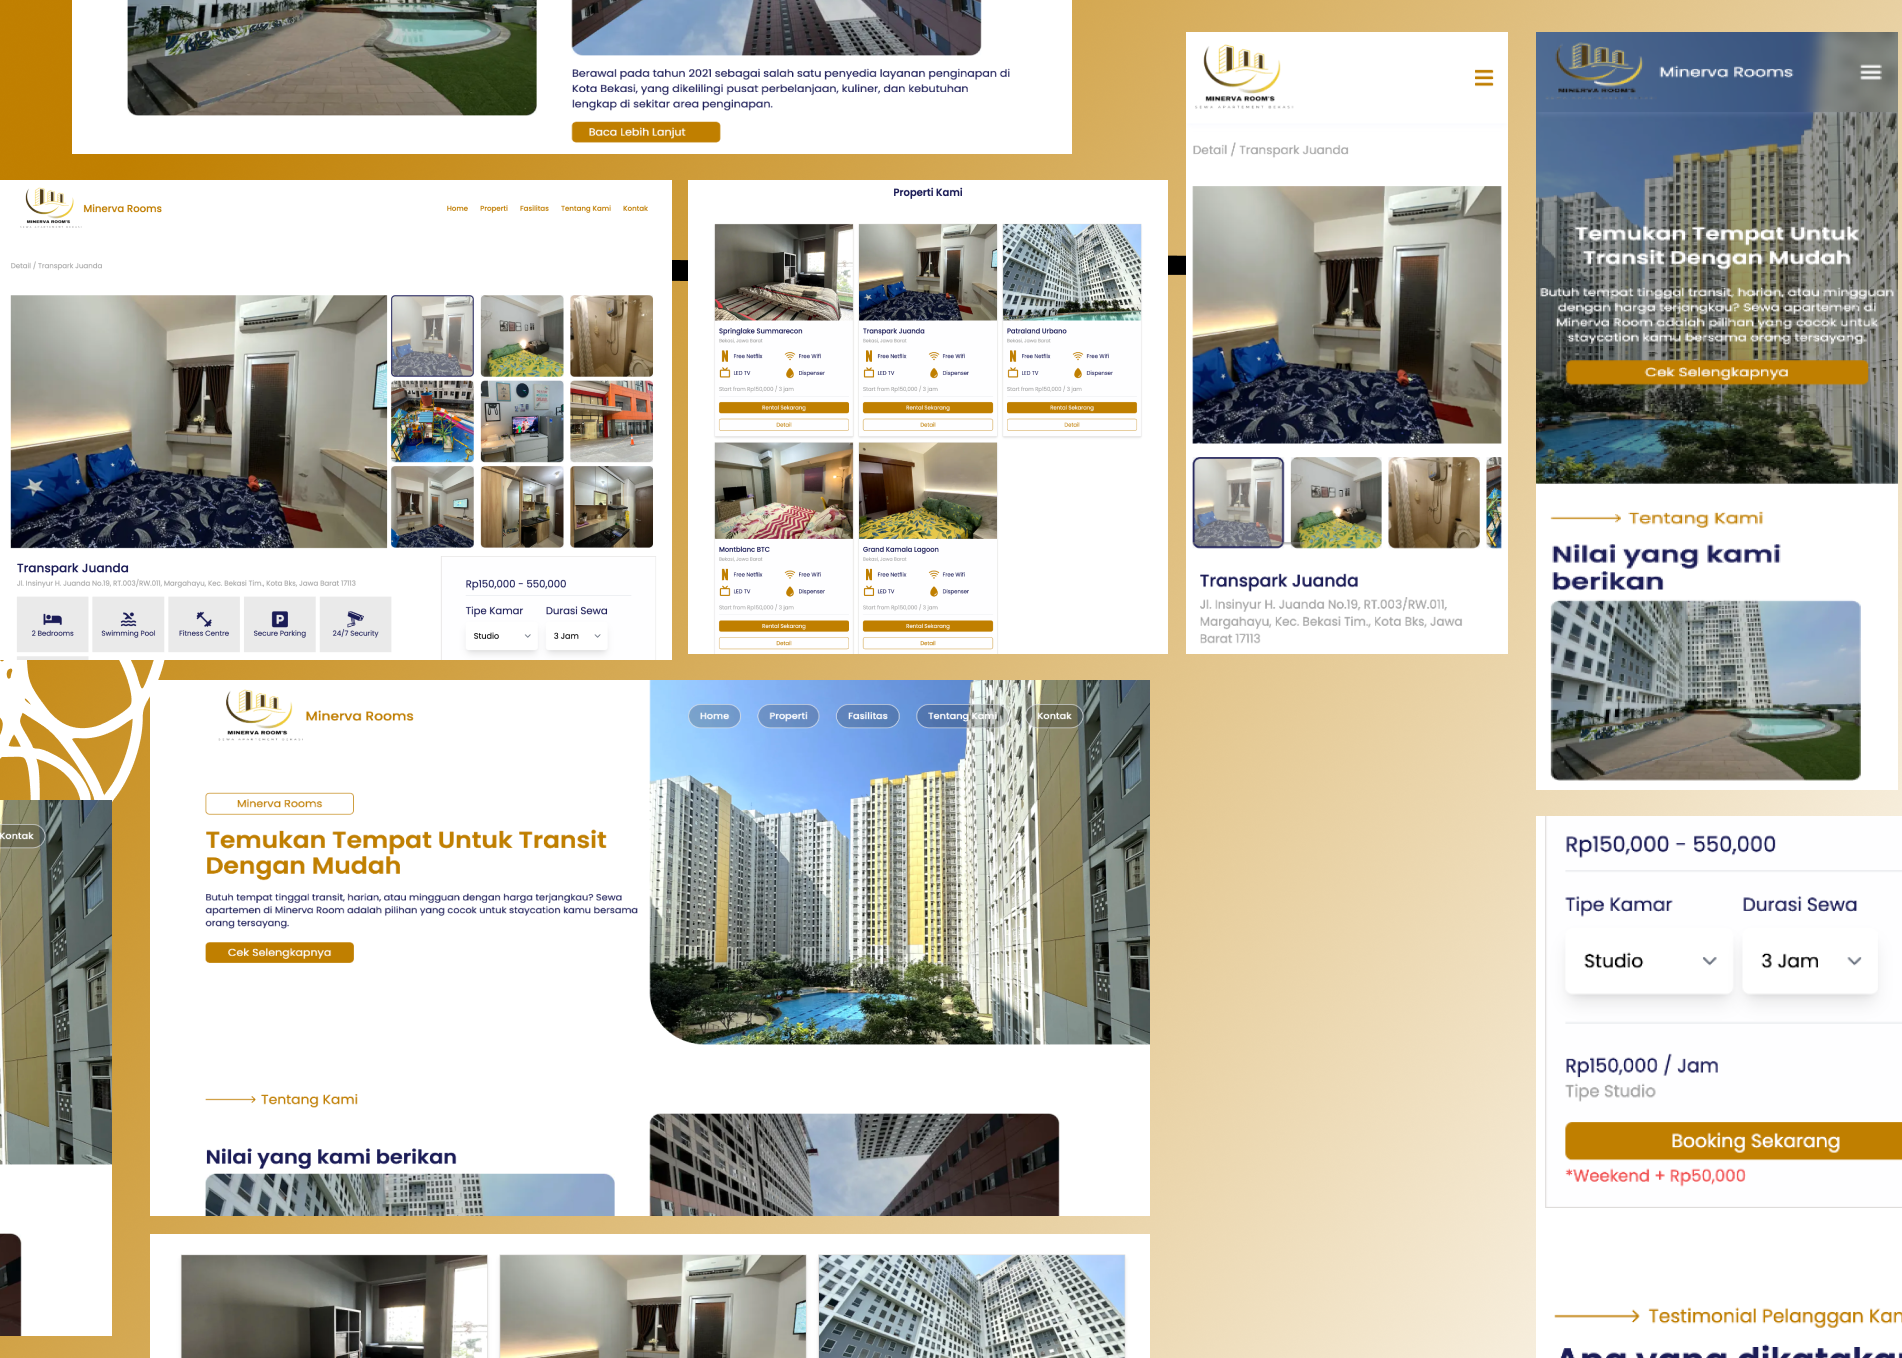 Berawal pada tahun 2021 sebagai salah satu penyedia layanan penginapan di
Kota Bekasi, yang dikelilingi pusat perbelanjaan, kuliner, dan kebutuhan
lengkap di sekitar area penginapan.
Baca Lebih Lanjut
MINERVA ROOM'S
SEWA APARTEMENT BEKASI
Minerva Rooms
Home Properti Fasilitas Tentang Kami Kontak
Detail / Transpark Juanda
Transpark Juanda
Jl. Insinyur H. Juanda No.19, RT.003/RW.011, Margahayu, Kec. Bekasi Tim., Kota Bks, Jawa Barat 17113
2 Bedrooms
Swimming Pool
Fitness Centre
Secure Parking
24/7 Security
Rp150,000 - 550,000
Tipe Kamar Durasi Sewa
Studio 3 Jam
Properti Kami
Springlake Summarecon
Bekasi, Jawa Barat
Free Netflix Free Wifi
LED TV Dispenser
Start from Rp150,000 / 3 jam
Rental Sekarang
Detail
Transpark Juanda
Bekasi, Jawa Barat
Free Netflix Free Wifi
LED TV Dispenser
Start from Rp150,000 / 3 jam
Rental Sekarang
Detail
Patraland Urbano
Bekasi, Jawa Barat
Free Netflix Free Wifi
LED TV Dispenser
Start from Rp150,000 / 3 jam
Rental Sekarang
Detail
Montblanc BTC
Bekasi, Jawa Barat
Free Netflix Free Wifi
LED TV Dispenser
Start from Rp150,000 / 3 jam
Rental Sekarang
Detail
Grand Kamala Lagoon
Bekasi, Jawa Barat
Free Netflix Free Wifi
LED TV Dispenser
Start from Rp150,000 / 3 jam
Rental Sekarang
Detail
MINERVA ROOM'S
SEWA APARTEMENT BEKASI
Detail / Transpark Juanda
Transpark Juanda
Jl. Insinyur H. Juanda No.19, RT.003/RW.011,
Margahayu, Kec. Bekasi Tim., Kota Bks, Jawa
Barat 17113
MINERVA ROOM'S
Minerva Rooms
Temukan Tempat Untuk
Transit Dengan Mudah
Butuh tempat tinggal transit, harian, atau mingguan
dengan harga terjangkau? Sewa apartemen di
Minerva Room adalah pilihan yang cocok untuk
staycation kamu bersama orang tersayang.
Cek Selengkapnya
Tentang Kami
Nilai yang kami
berikan
Kontak
MINERVA ROOM'S
SEWA APARTEMENT BEKASI
Minerva Rooms
Home Properti Fasilitas Tentang Kami Kontak
Minerva Rooms
Temukan Tempat Untuk Transit
Dengan Mudah
Butuh tempat tinggal transit, harian, atau mingguan dengan harga terjangkau? Sewa
apartemen di Minerva Room adalah pilihan yang cocok untuk staycation kamu bersama
orang tersayang.
Cek Selengkapnya
Tentang Kami
Nilai yang kami berikan
Rp150,000 - 550,000
Tipe Kamar Durasi Sewa
Studio 3 Jam
Rp150,000 / Jam
Tipe Studio
Booking Sekarang
*Weekend + Rp50,000
Testimonial Pelanggan Kam
Apa yang dikataka